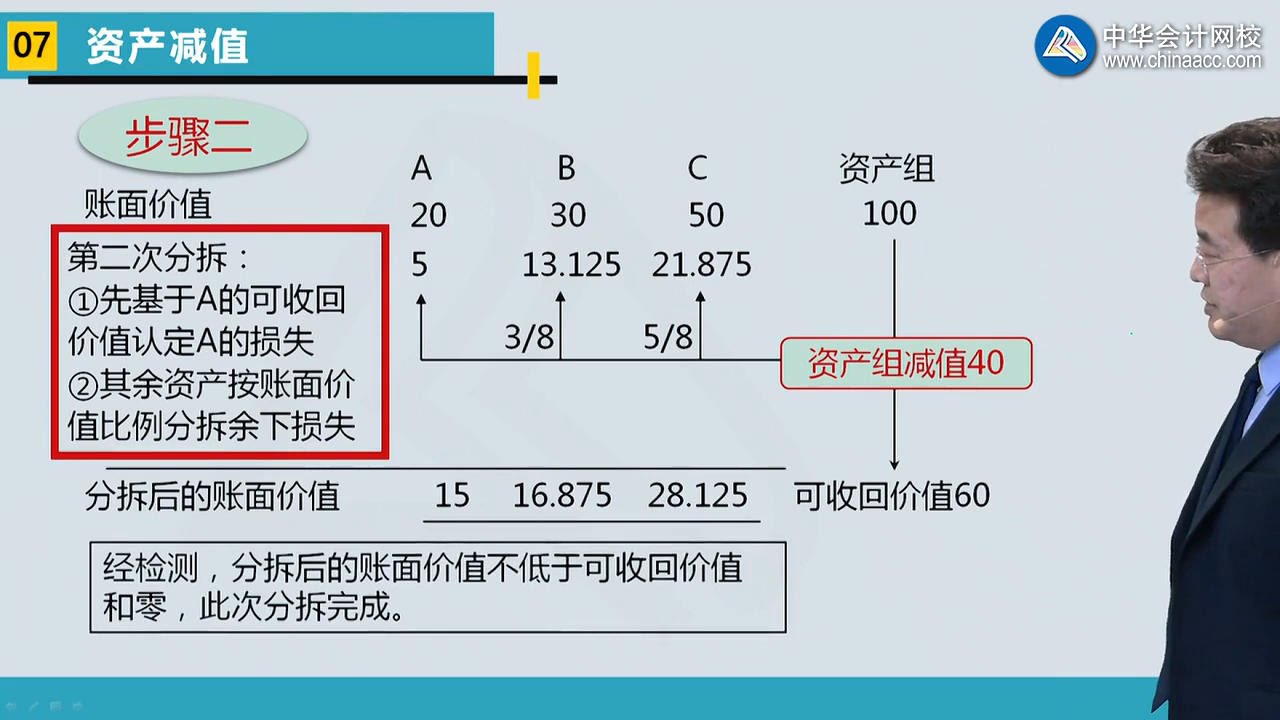 07 资产减值
中华会计网校
www.chinaacc.com
步骤二
A B C 资产组
账面价值 20 30 50 100
第二次分拆：
①先基于A的可收回
价值认定A的损失
②其余资产按账面价
值比例分拆余下损失
5 13.125 21.875
3/8 5/8
资产组减值40
分拆后的账面价值 15 16.875 28.125 可收回价值60
经检测，分拆后的账面价值不低于可收回价值
和零，此次分拆完成。